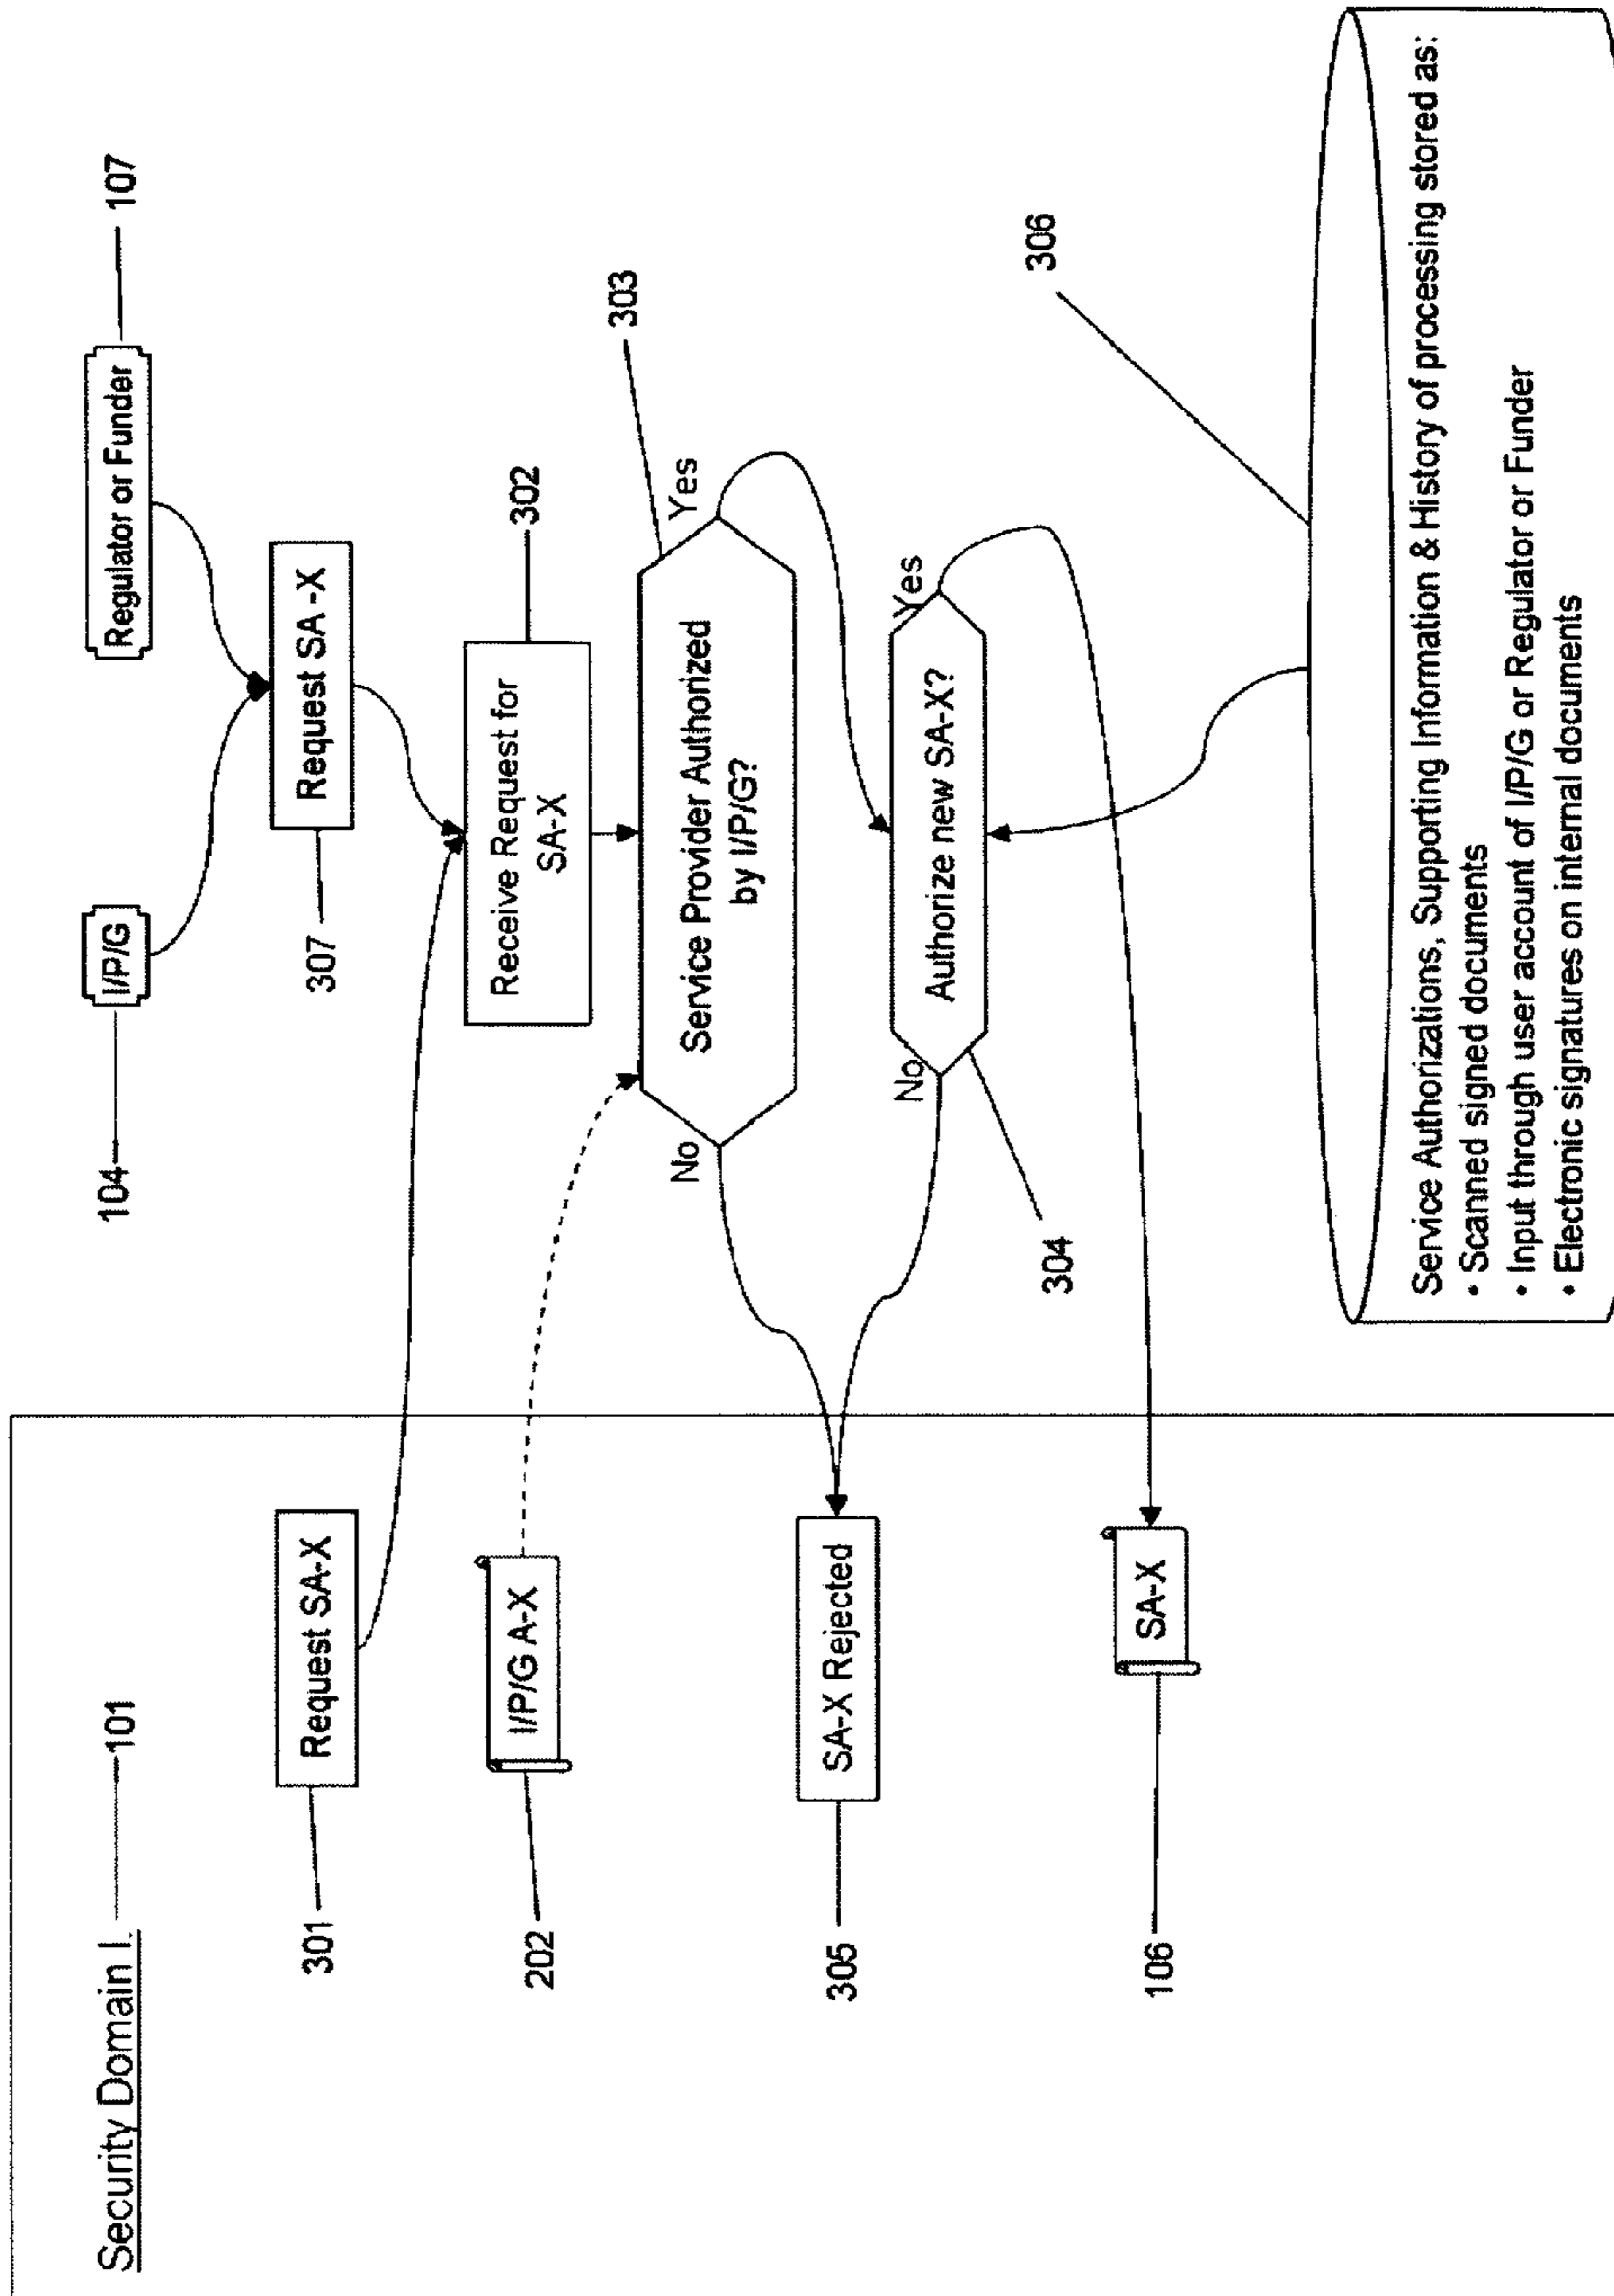 Security Domain I.
101
104
I/P/G
Regulator or Funder
107
301
Request SA-X
307
Request SA -X
202
I/P/G A-X
Receive Request for
SA-X
302
303
No
Service Provider Authorized
by I/P/G?
Yes
305
SA-X Rejected
304
No
Authorize new SA-X?
Yes
106
SA-X
306
Service Authorizations, Supporting Information & History of processing stored as:
• Scanned signed documents
• Input through user account of I/P/G or Regulator or Funder
• Electronic signatures on internal documents